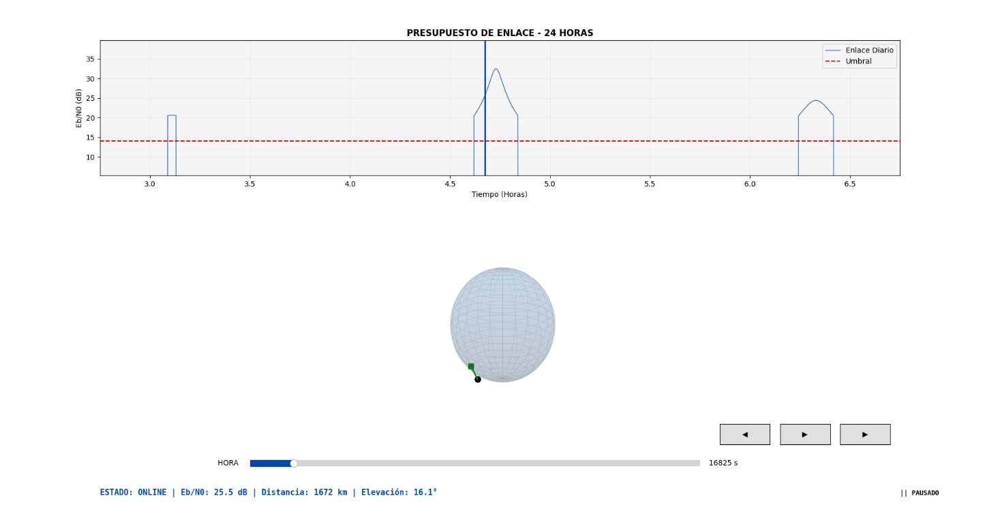 PRESUPUESTO DE ENLACE - 24 HORAS
Enlace Diario
Umbral
Eb/N0 (dB)
35
30
25
20
15
10
3.0 3.5 4.0 4.5 5.0 5.5 6.0 6.5
Tiempo (Horas)
HORA 16825 s
ESTADO: ONLINE | Eb/N0: 25.5 dB | Distancia: 1672 km | Elevación: 16.1° || PAUSADO